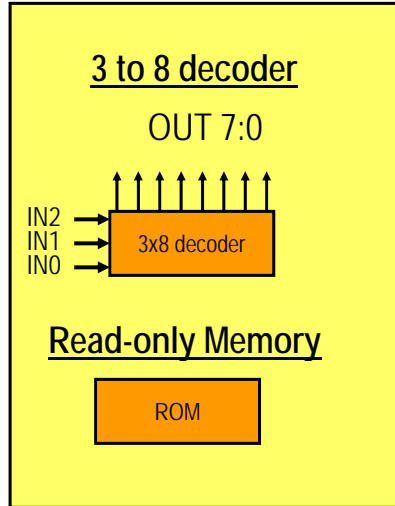 3 to 8 decoder
OUT 7:0
IN2
IN1
IN0
3x8 decoder
Read-only Memory
ROM